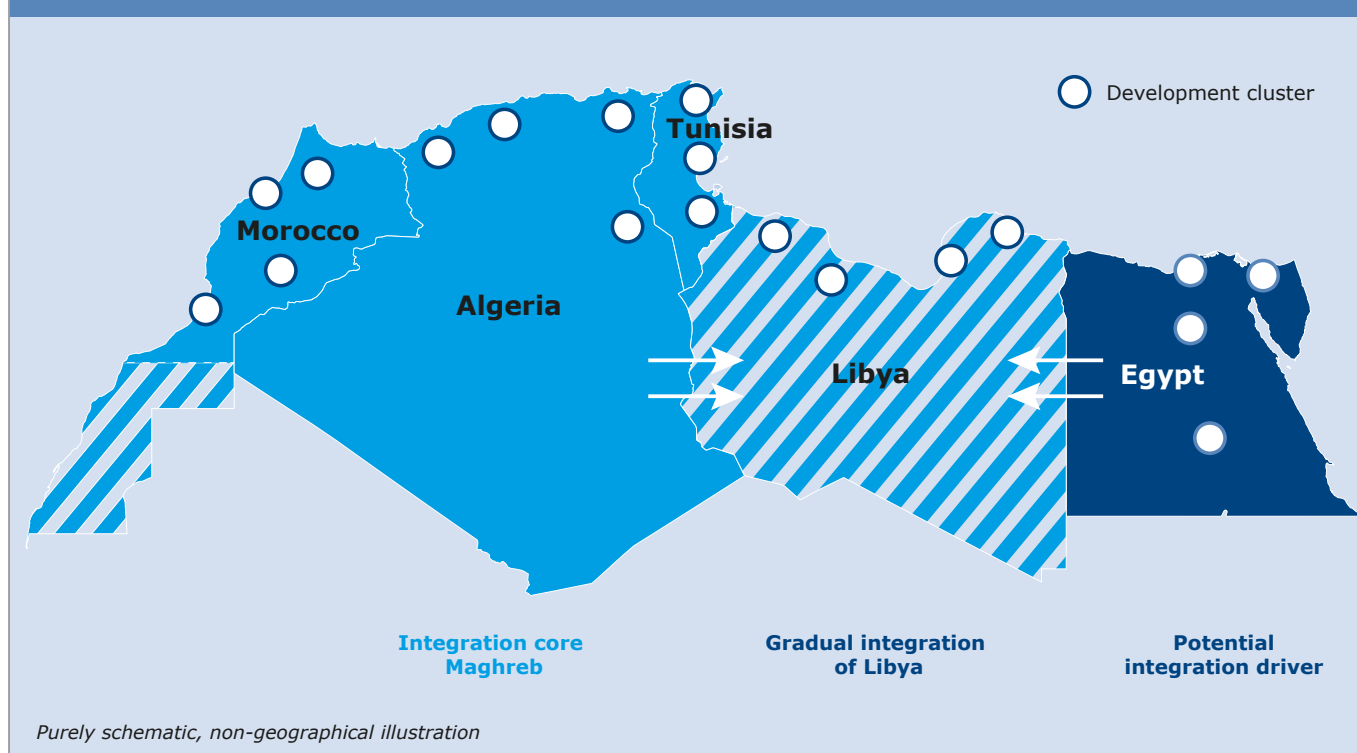 Development cluster
Tunisia
Morocco
Algeria
Libya
Egypt
Integration core
Maghreb
Gradual integration
of Libya
Potential
integration driver
Purely schematic, non-geographical illustration